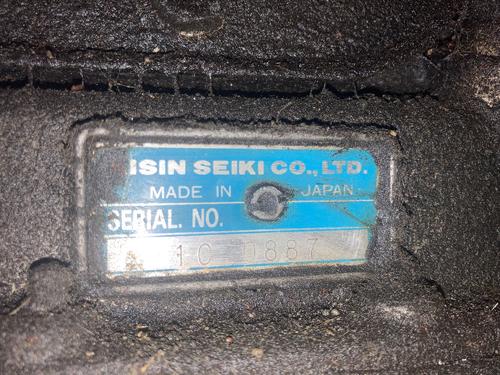 ISIN SEIKI CO., LTD.
MADE IN JAPAN
SERIAL. NO.
1C 0887